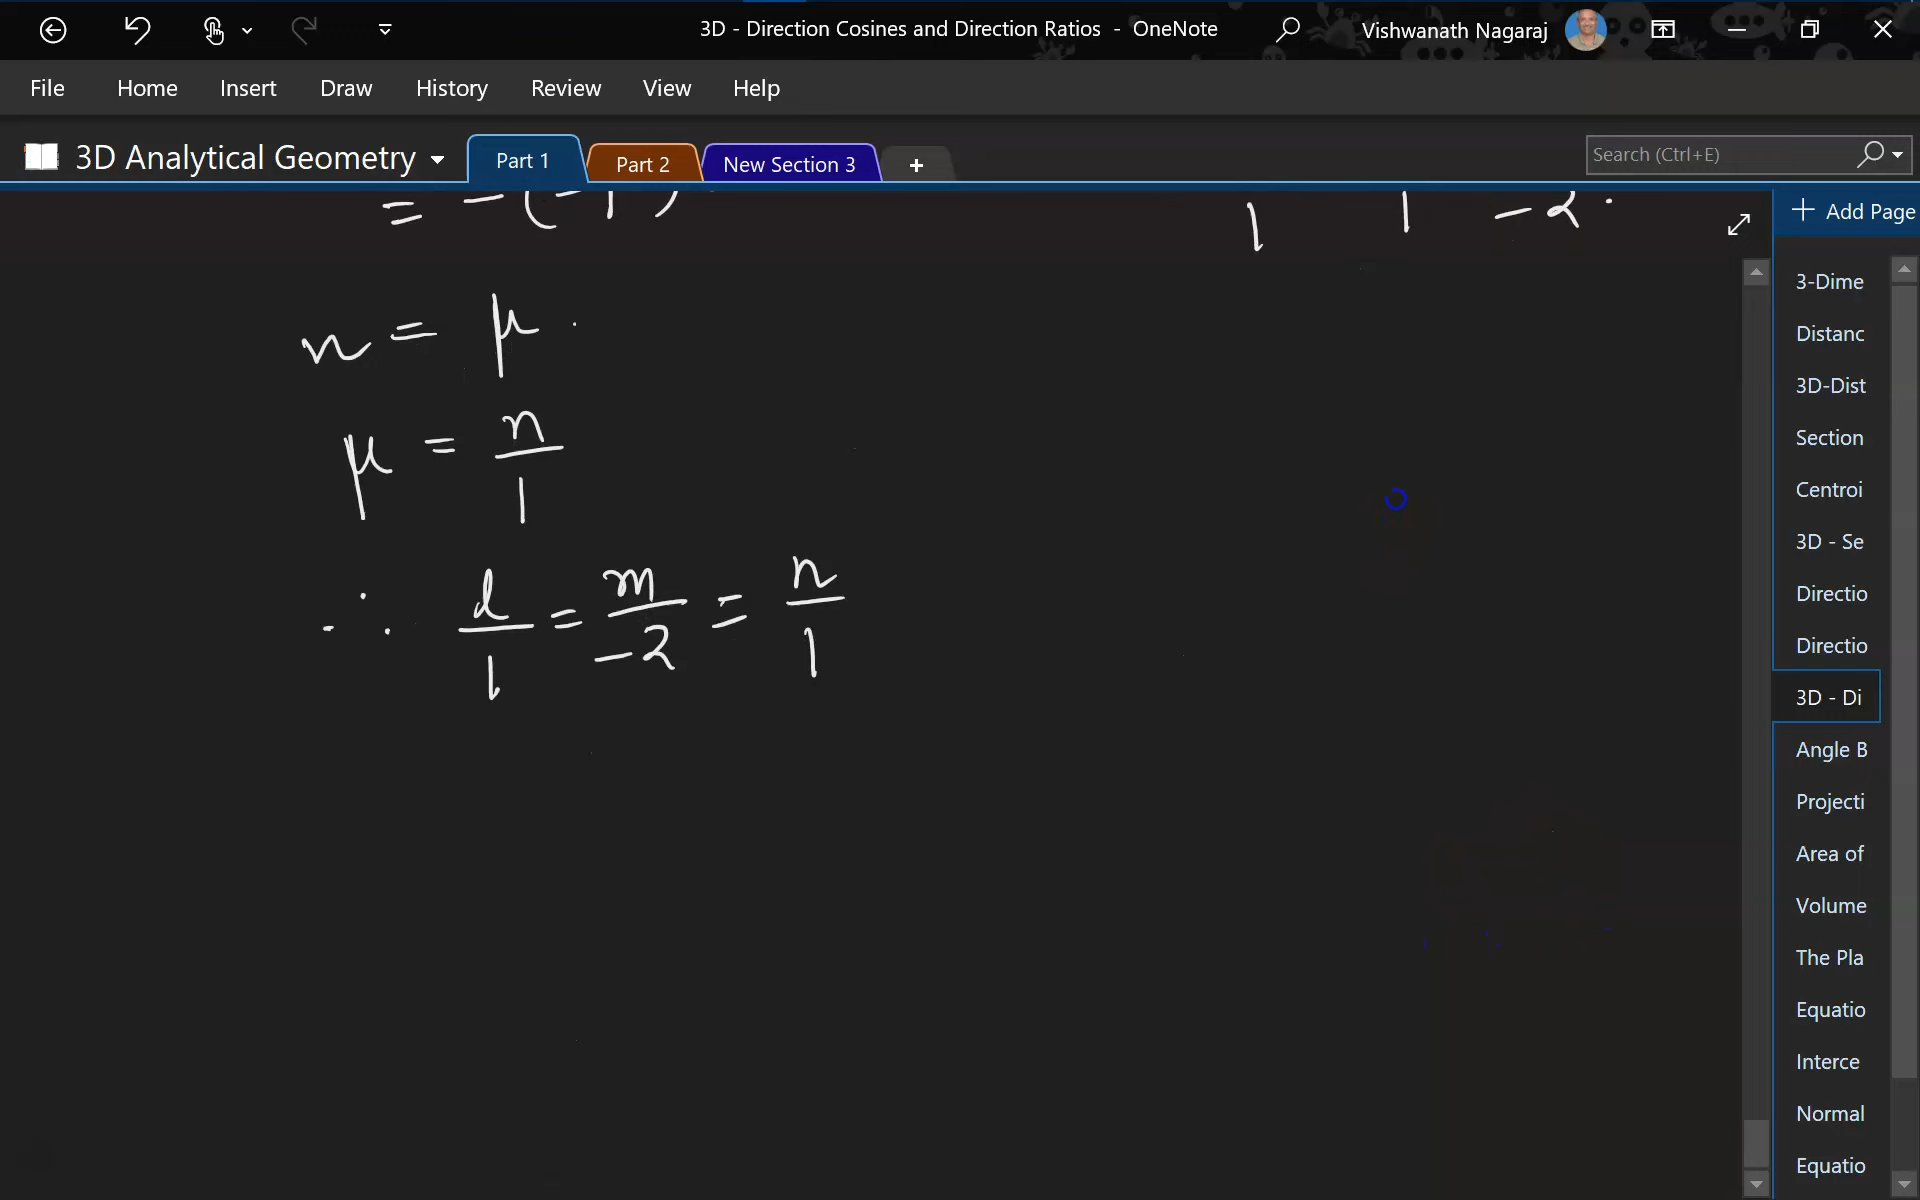 3D - Direction Cosines and Direction Ratios - OneNote
Vishwanath Nagaraj
File Home Insert Draw History Review View Help
3D Analytical Geometry
Part 1
Part 2
New Section 3
+
Search (Ctrl+E)
+ Add Page
= -(-1)
1 1 -2.
n = μ.
μ = n/1
∴ l/1 = m/-2 = n/1
3-Dime
Distanc
3D-Dist
Section
Centroi
3D - Se
Directio
Directio
3D - Di
Angle B
Projecti
Area of
Volume
The Pla
Equatio
Interce
Normal
Equatio